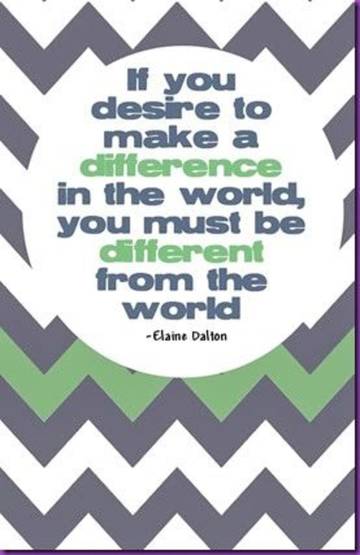 If you
desire to
make a
difference
in the world,
you must be
different
from the
world
-Elaine Dalton